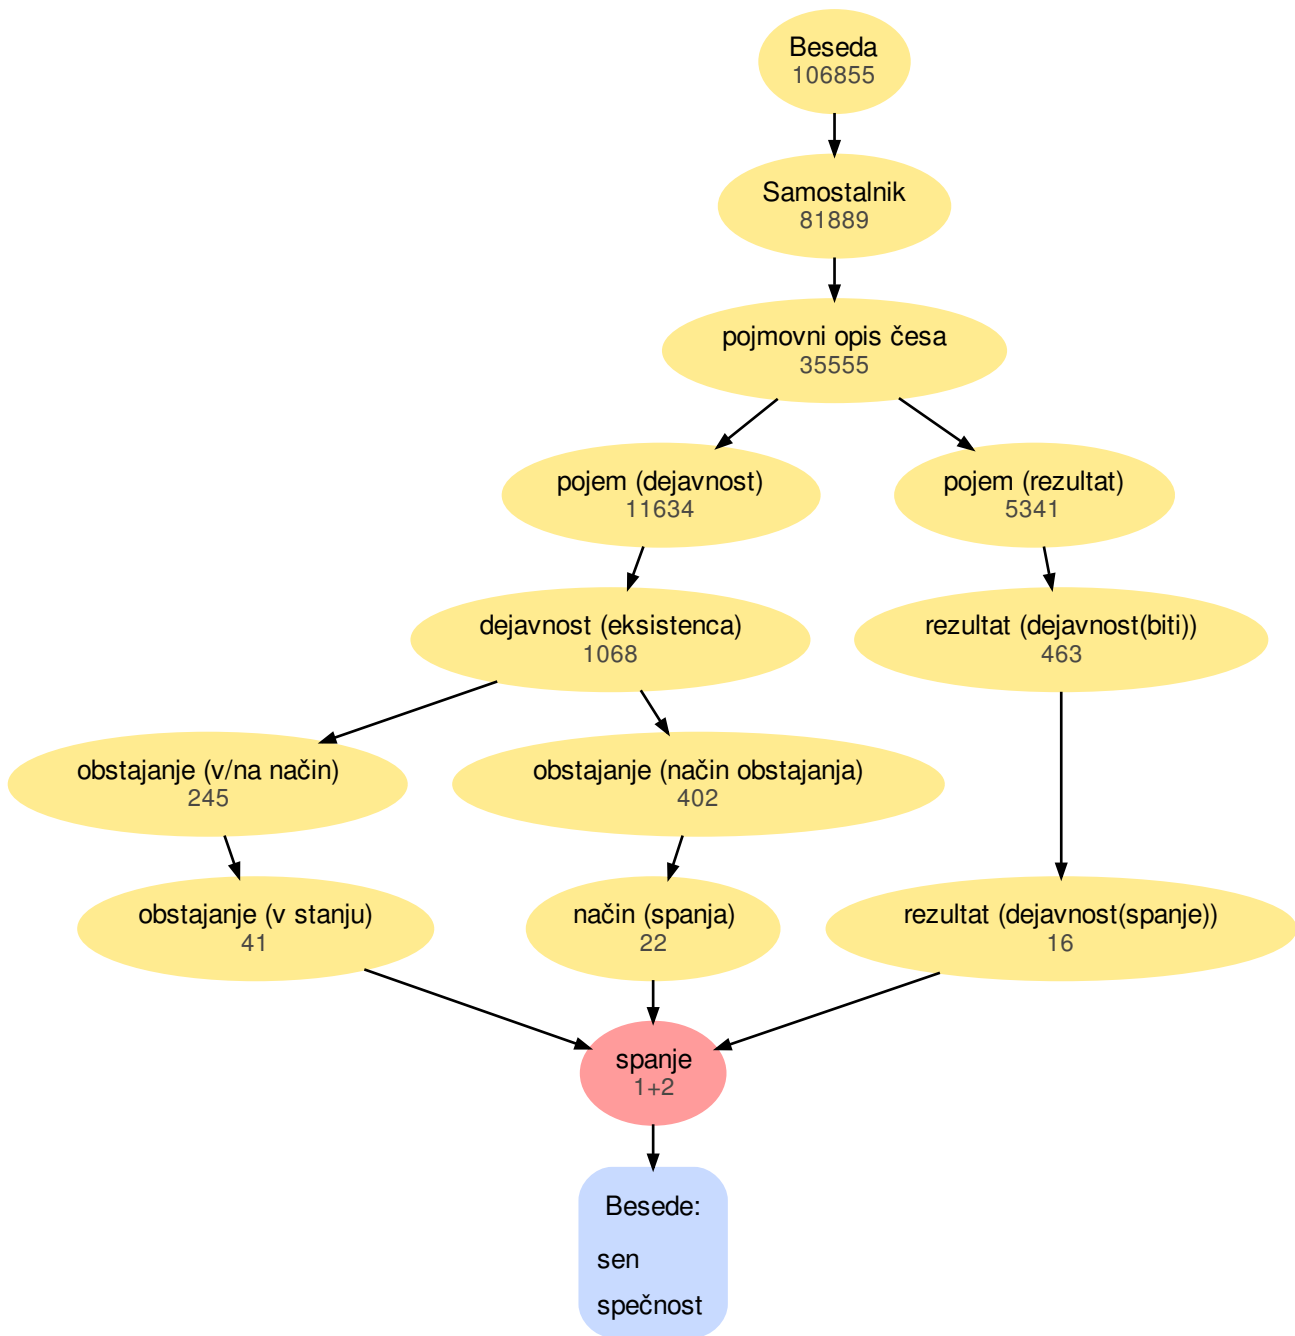 Beseda
106855
Samostalnik
81889
pojmovni opis česa
35555
pojem (dejavnost)
11634
pojem (rezultat)
5341
dejavnost (eksistenca)
1068
rezultat (dejavnost(biti))
463
obstajanje (v/na način)
245
obstajanje (način obstajanja)
402
obstajanje (v stanju)
41
način (spanja)
22
rezultat (dejavnost(spanje))
16
spanje
1+2
Besede:
sen
spečnost